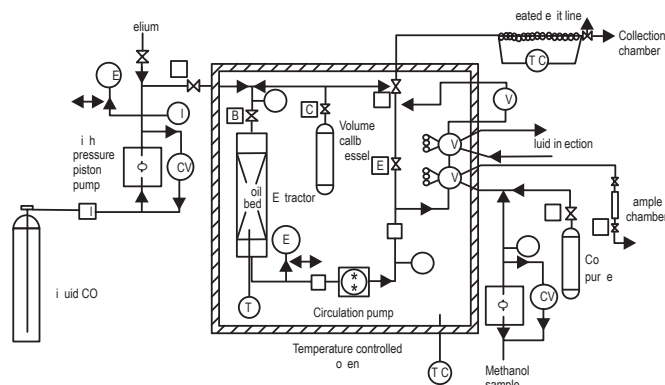 elium
eated e it line
Collection
chamber
T C
E
I
B
C
V
Volume
callb
essel
i h
pressure
piston
pump
CV
oil
bed
E tractor
E
V
V
luid in ection
ample
chamber
I
E
Co
pur e
i uid CO
T
Circulation pump
CV
Temperature controlled
o en
T C
Methanol
sample